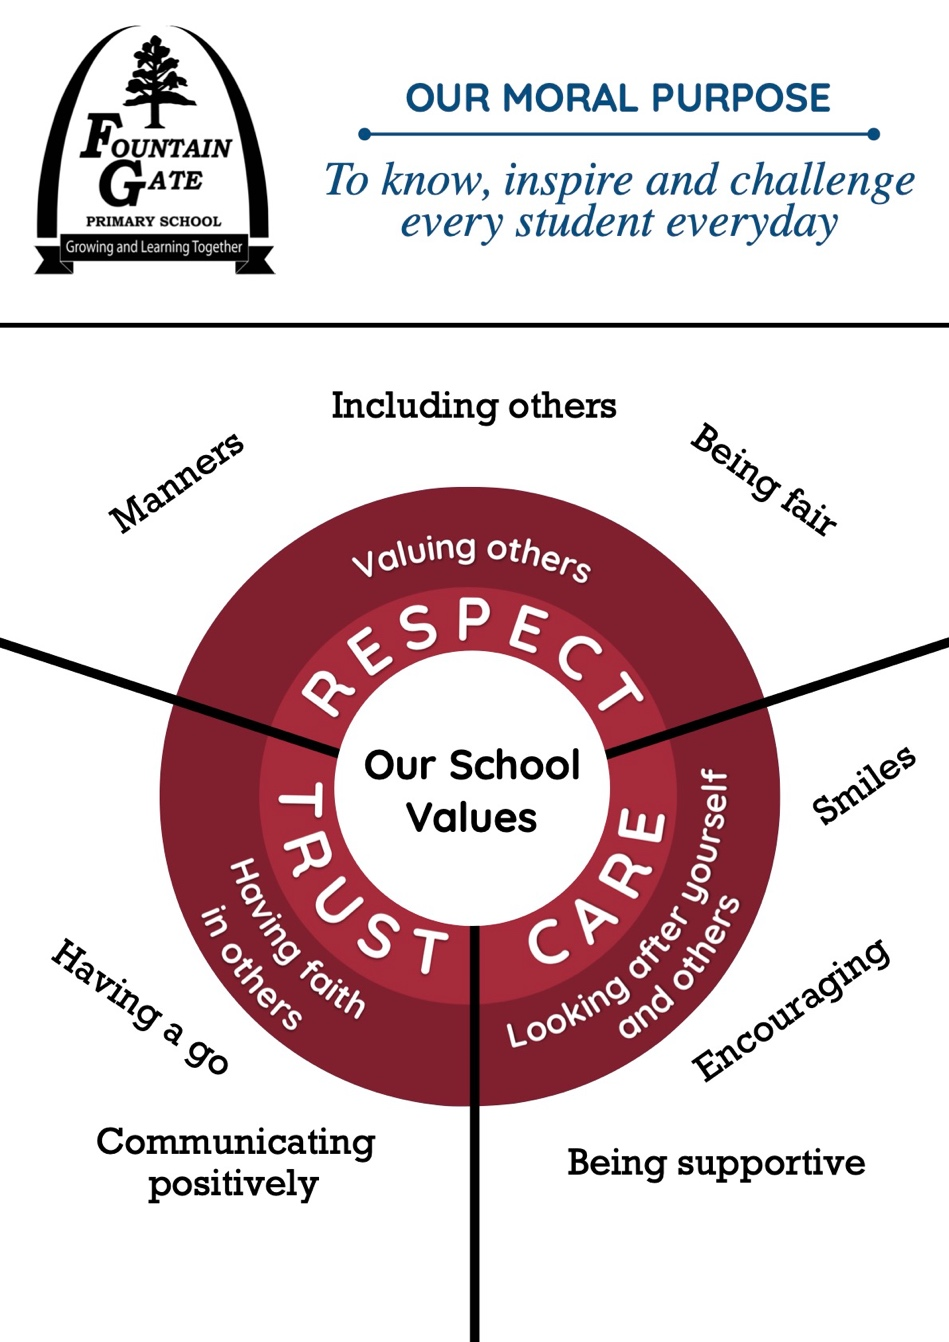 FOUNTAIN
GATE
PRIMARY SCHOOL
Growing and Learning Together
OUR MORAL PURPOSE
To know, inspire and challenge
every student everyday
Including others
Manners
Being fair
Valuing others
RESPECT
Our School
Values
Smiles
CARE
Looking after yourself
and others
Encouraging
Being supportive
TRUST
Having faith
in others
Having a go
Communicating
positively